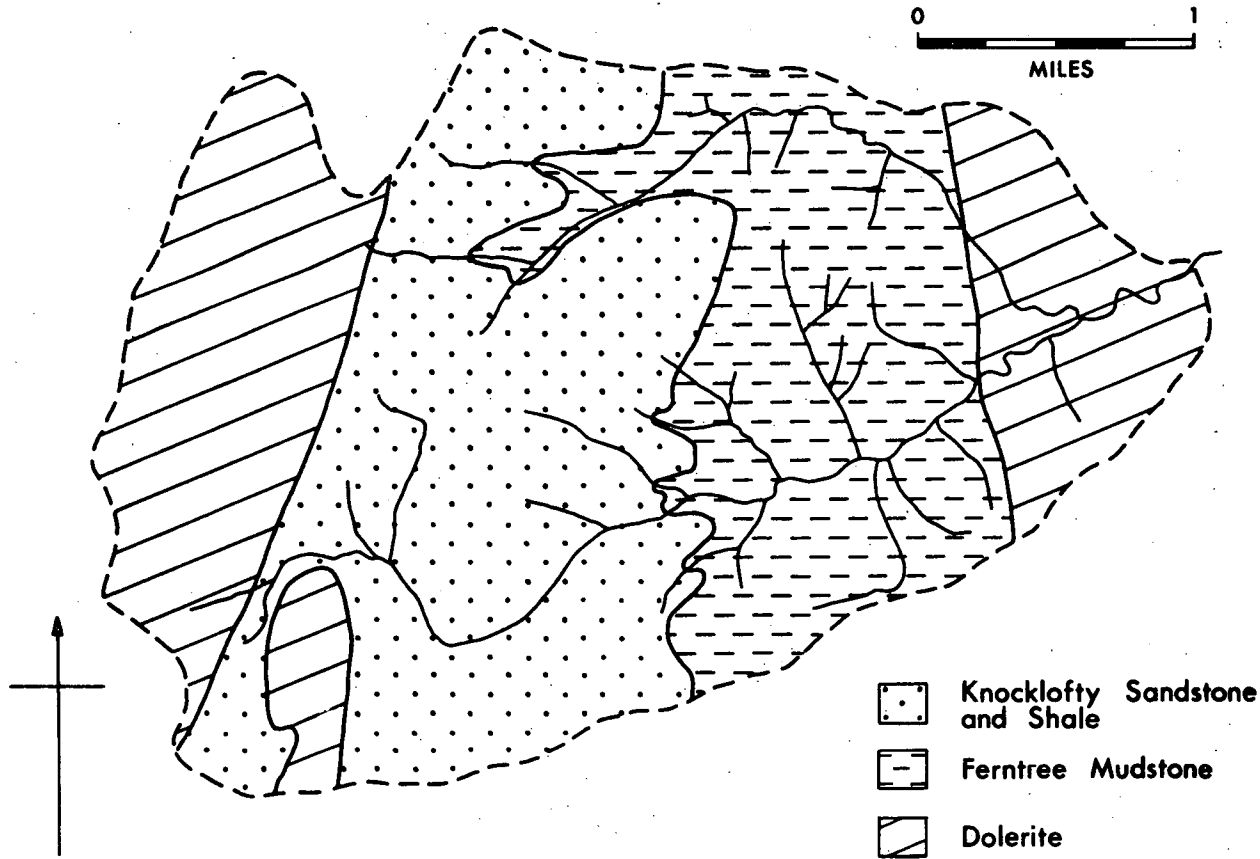 0 1
MILES
Knocklofty Sandstone
and Shale
Ferntree Mudstone
Dolerite